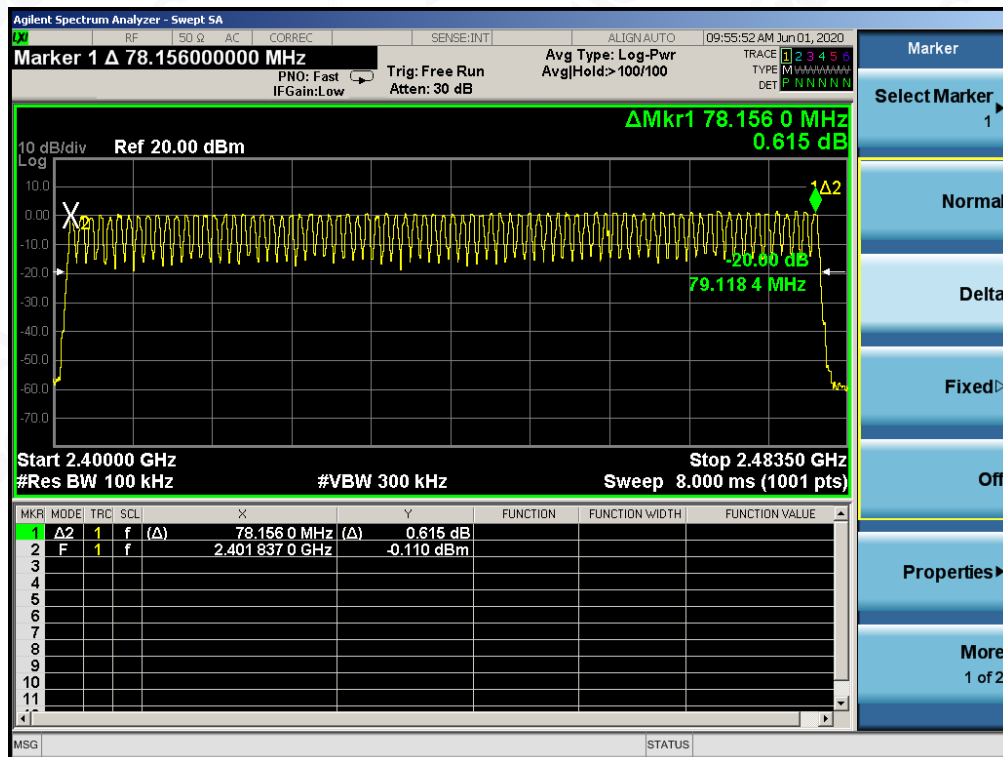 Agilent Spectrum Analyzer - Swept SA
LXI RF 50 Ω AC CORREC SENSE:INT ALIGN AUTO 09:55:52 AM Jun 01, 2020
Marker 1 Δ 78.156000000 MHz
PNO: Fast
IFGain:Low
Trig: Free Run
Atten: 30 dB
Avg Type: Log-Pwr
Avg|Hold:>100/100
TRACE 1 2 3 4 5 6
TYPE M W W W W W
DET P N N N N N
ΔMkr1 78.156 0 MHz
0.615 dB
10 dB/div Ref 20.00 dBm
Log
10.0
0.00
-10.0
-20.0
-30.0
-40.0
-50.0
-60.0
-70.0
X2
1Δ2
-20.00 dB
79.118 4 MHz
Start 2.40000 GHz Stop 2.48350 GHz
#Res BW 100 kHz #VBW 300 kHz Sweep 8.000 ms (1001 pts)
MKR MODE TRC SCL X Y FUNCTION FUNCTION WIDTH FUNCTION VALUE
1 Δ2 1 f (Δ) 78.156 0 MHz (Δ) 0.615 dB
2 F 1 f 2.401 837 0 GHz -0.110 dBm
3
4
5
6
7
8
9
10
11
MSG STATUS
Marker
Select Marker
1
Normal
Delta
Fixed
Off
Properties
More
1 of 2